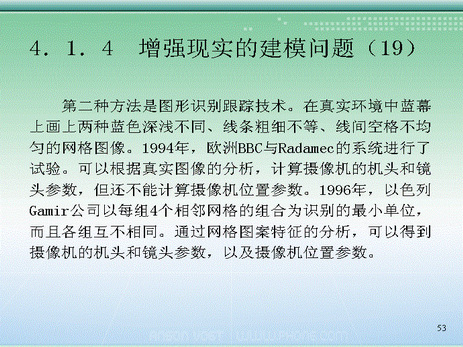 4．1．4　增强现实的建模问题（19）
第二种方法是图形识别跟踪技术。在真实环境中蓝幕
上画上两种蓝色深浅不同、线条粗细不等、线间空格不均
匀的网格图像。1994年，欧洲BBC与Radamec的系统进行了
试验。可以根据真实图像的分析，计算摄像机的机头和镜
头参数，但还不能计算摄像机位置参数。1996年，以色列
Gamir公司以每组4个相邻网格的组合为识别的最小单位，
而且各组互不相同。通过网格图案特征的分析，可以得到
摄像机的机头和镜头参数，以及摄像机位置参数。
53